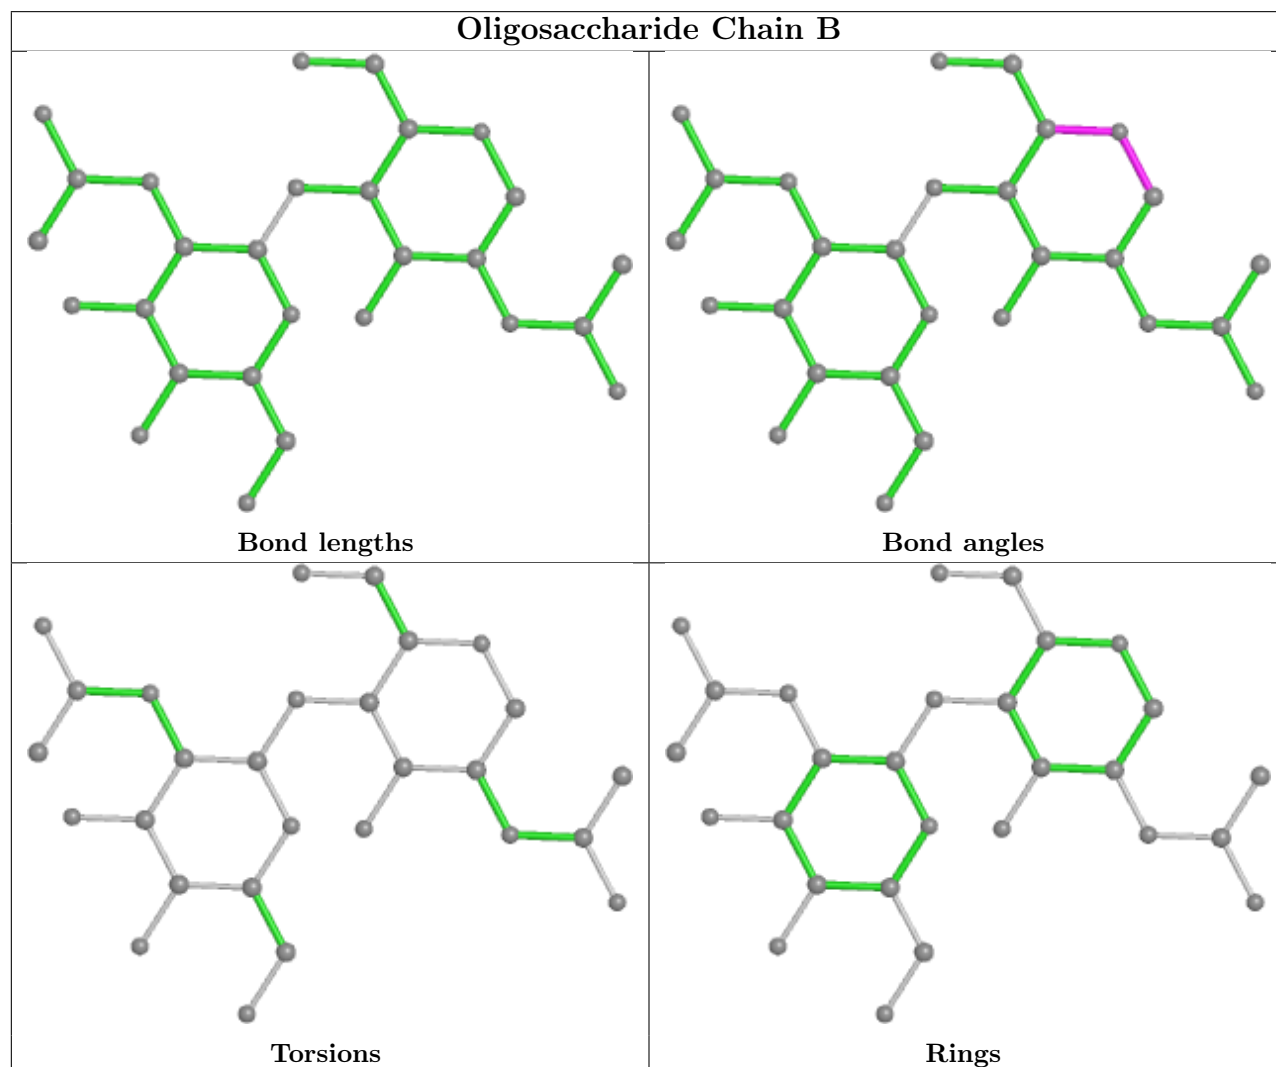 Oligosaccharide Chain B
Bond lengths
Bond angles
Torsions
Rings